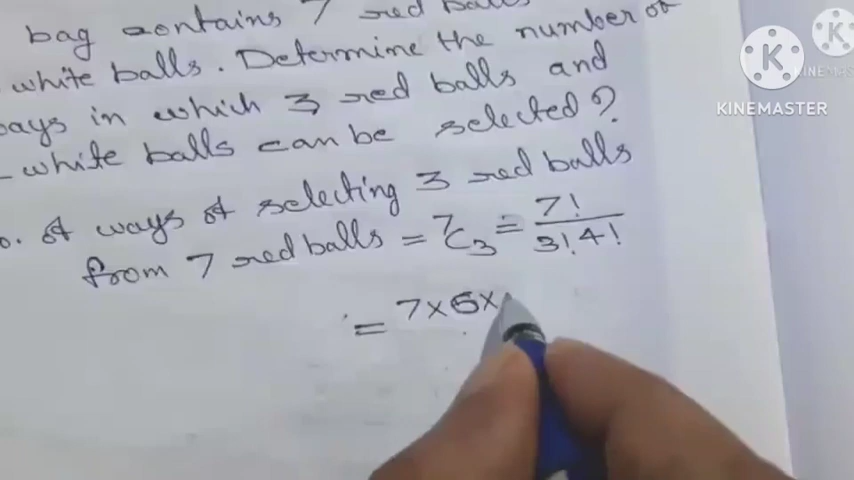 bag contains 7 red balls
white balls. Determine the number of
ways in which 3 red balls and
white balls can be selected?
No. of ways of selecting 3 red balls
from 7 red balls = ⁷C₃ = 7!/3!4!
= 7×6×
K
KINEMASTER
K
KINEMAS